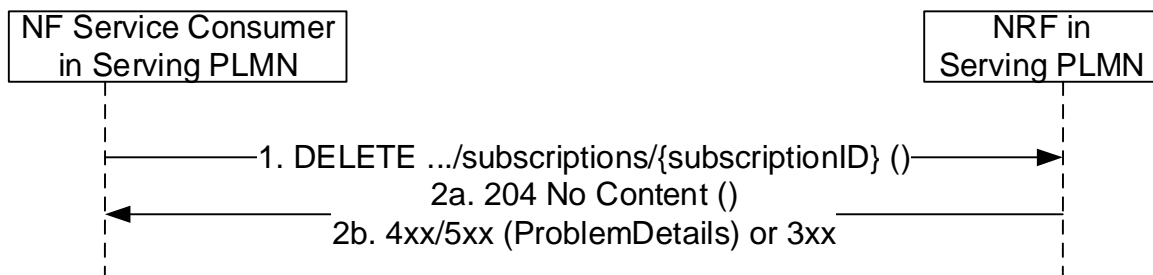 NF Service Consumer
in Serving PLMN
NRF in
Serving PLMN
1. DELETE .../subscriptions/{subscriptionID} ()
2a. 204 No Content ()
2b. 4xx/5xx (ProblemDetails) or 3xx